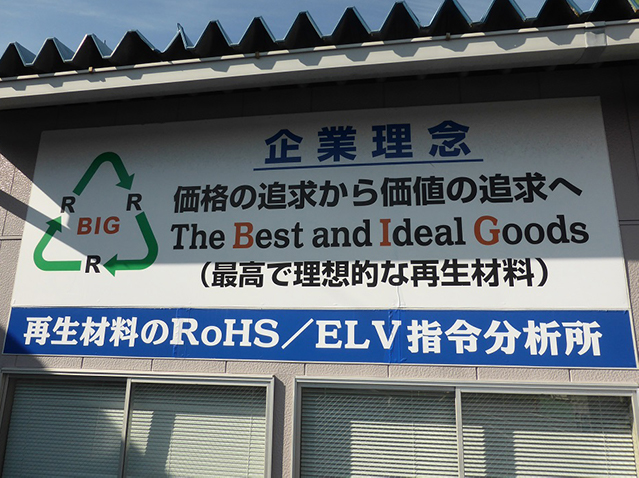 企業理念
R R
BIG
R
価格の追求から価値の追求へ
The Best and Ideal Goods
(最高で理想的な再生材料)
再生材料のRoHS/ELV指令分析所